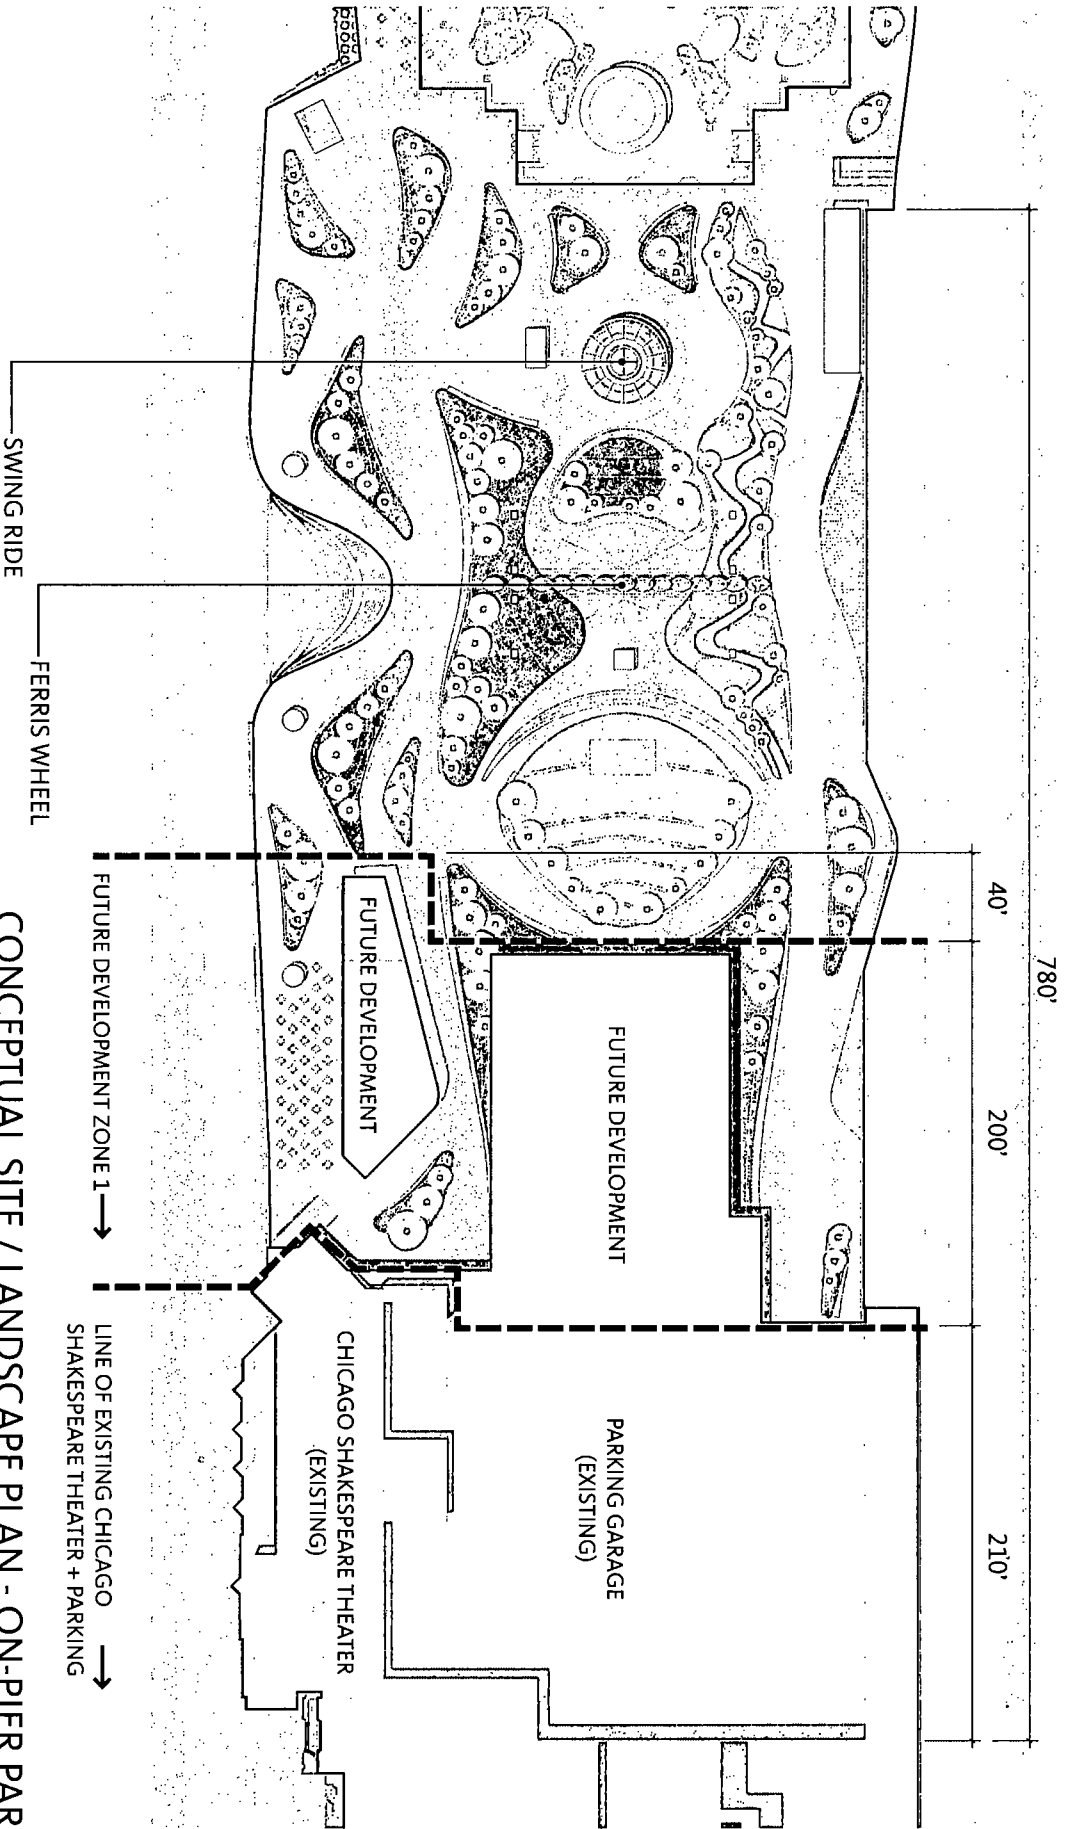 780'
40'
200'
210'
FUTURE DEVELOPMENT
PARKING GARAGE
(EXISTING)
FUTURE DEVELOPMENT
CHICAGO SHAKESPEARE THEATER
(EXISTING)
FUTURE DEVELOPMENT ZONE 1
LINE OF EXISTING CHICAGO
SHAKESPEARE THEATER + PARKING
FERRIS WHEEL
SWING RIDE
CONCEPTUAL SITE / LANDSCAPE PLAN - ON-PIER PAR